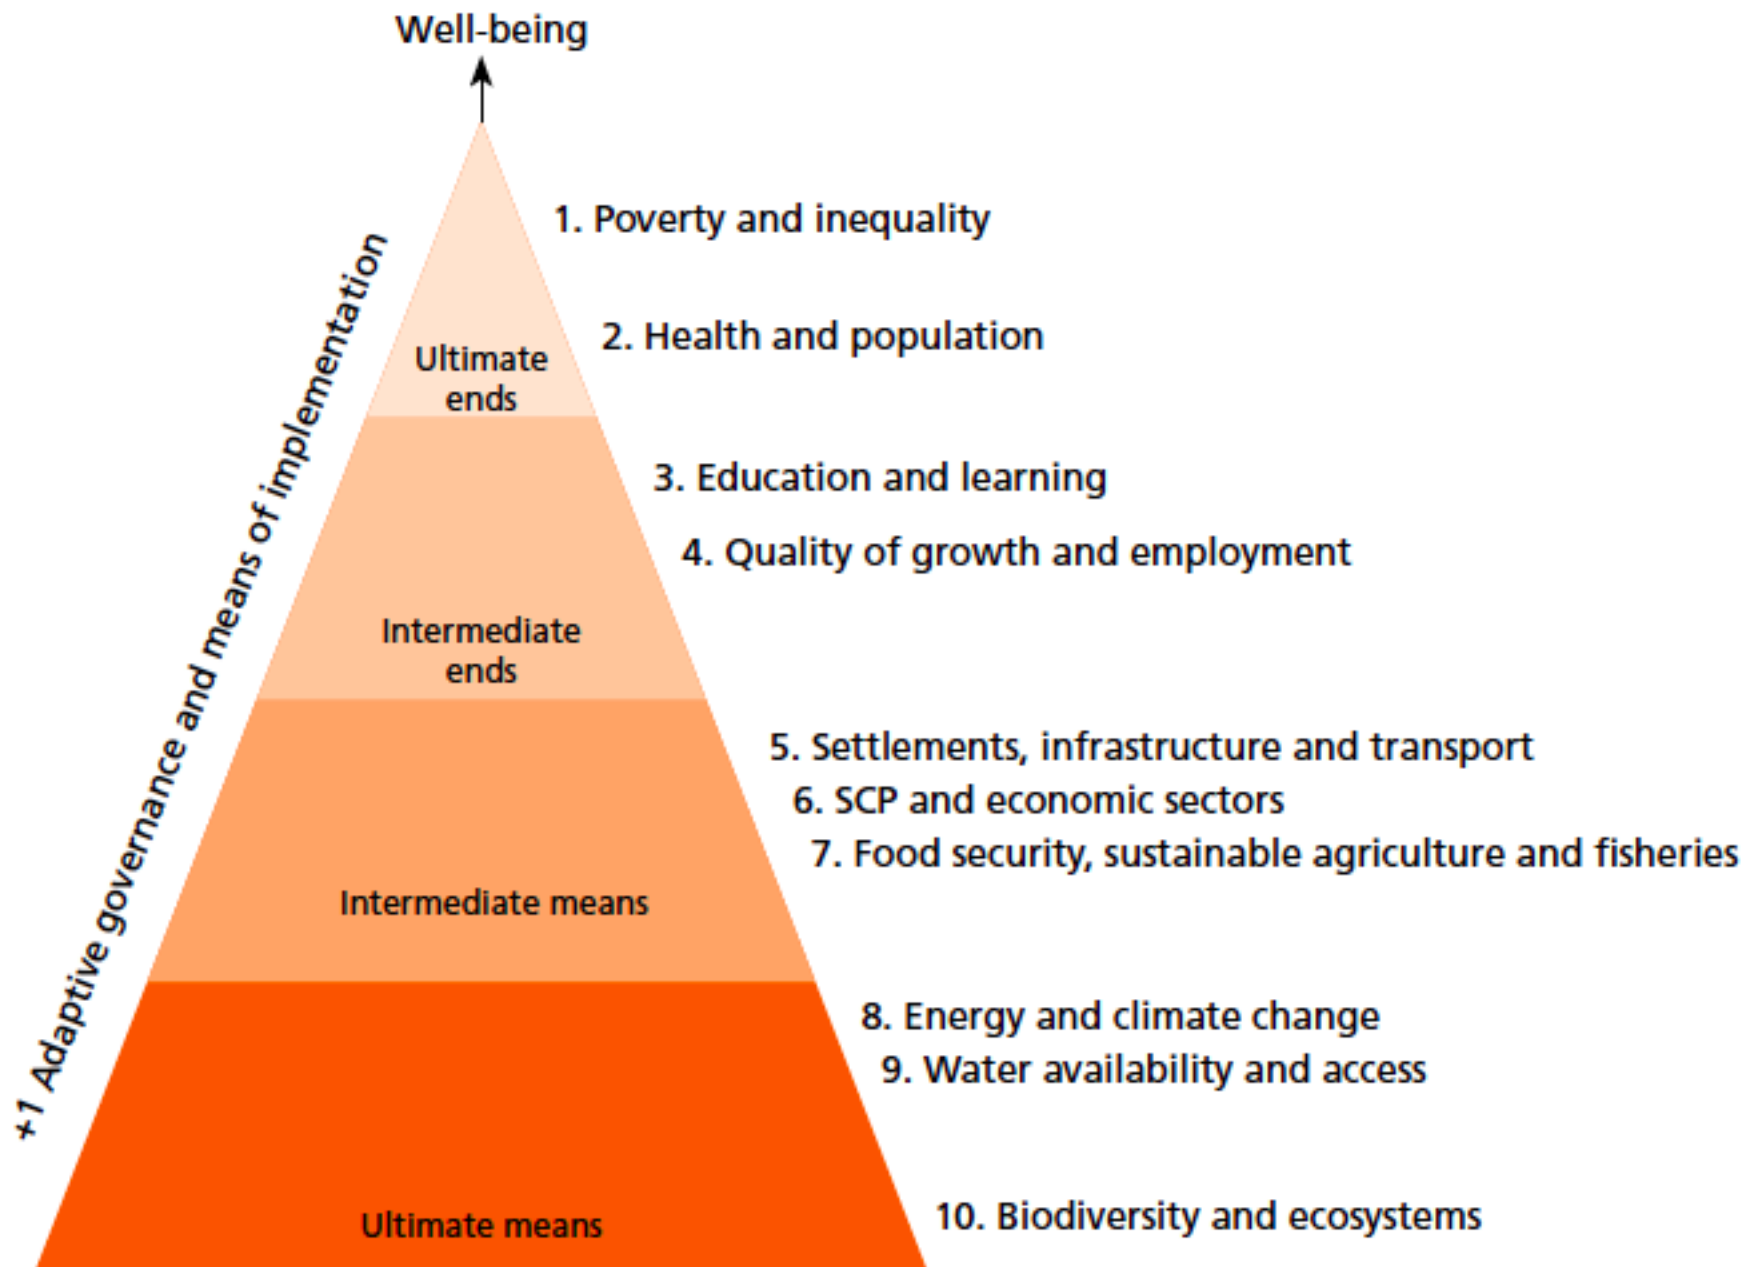 Well-being
1. Poverty and inequality
2. Health and population
Ultimate
ends
3. Education and learning
4. Quality of growth and employment
Intermediate
ends
5. Settlements, infrastructure and transport
6. SCP and economic sectors
7. Food security, sustainable agriculture and fisheries
Intermediate means
8. Energy and climate change
9. Water availability and access
10. Biodiversity and ecosystems
Ultimate means
+1 Adaptive governance and means of implementation